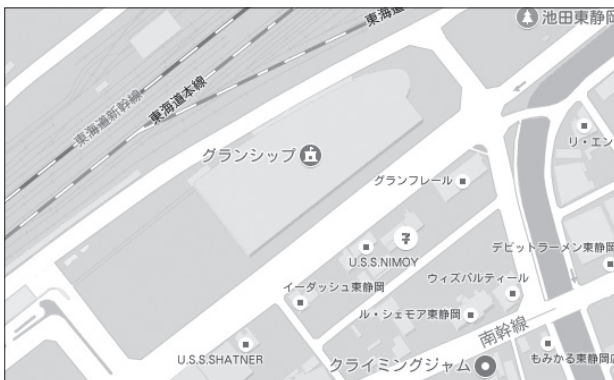 池田東静岡
東海道
東海道新幹線
東海道本線
リ・エン
グランシップ
グランフレール
デビットラーメン東静岡
U.S.S.NIMOY
ウィズバルティール
イーダッシュ東静岡
ル・シェモア東静岡
南幹線
U.S.S.SHATNER
クライミングジャム
もみかる東静岡店